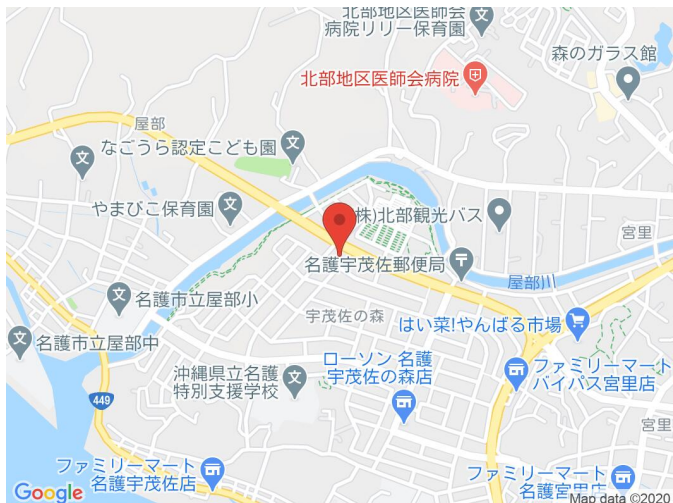 北部地区医師会
病院リリー保育園
森のガラス館
北部地区医師会病院
屋部
なごうら認定こども園
やまびこ保育園
株)北部観光バス
宮里
名護宇茂佐郵便局
屋部川
名護市立屋部小
宇茂佐の森
はい菜!やんばる市場
名護市立屋部中
ローソン 名護
宇茂佐の森店
沖縄県立名護
特別支援学校
ファミリーマート
バイパス宮里店
449
宮里
ファミリーマート
名護宇茂佐店
ファミリーマート
名護宮里店
Google
Map data ©2020